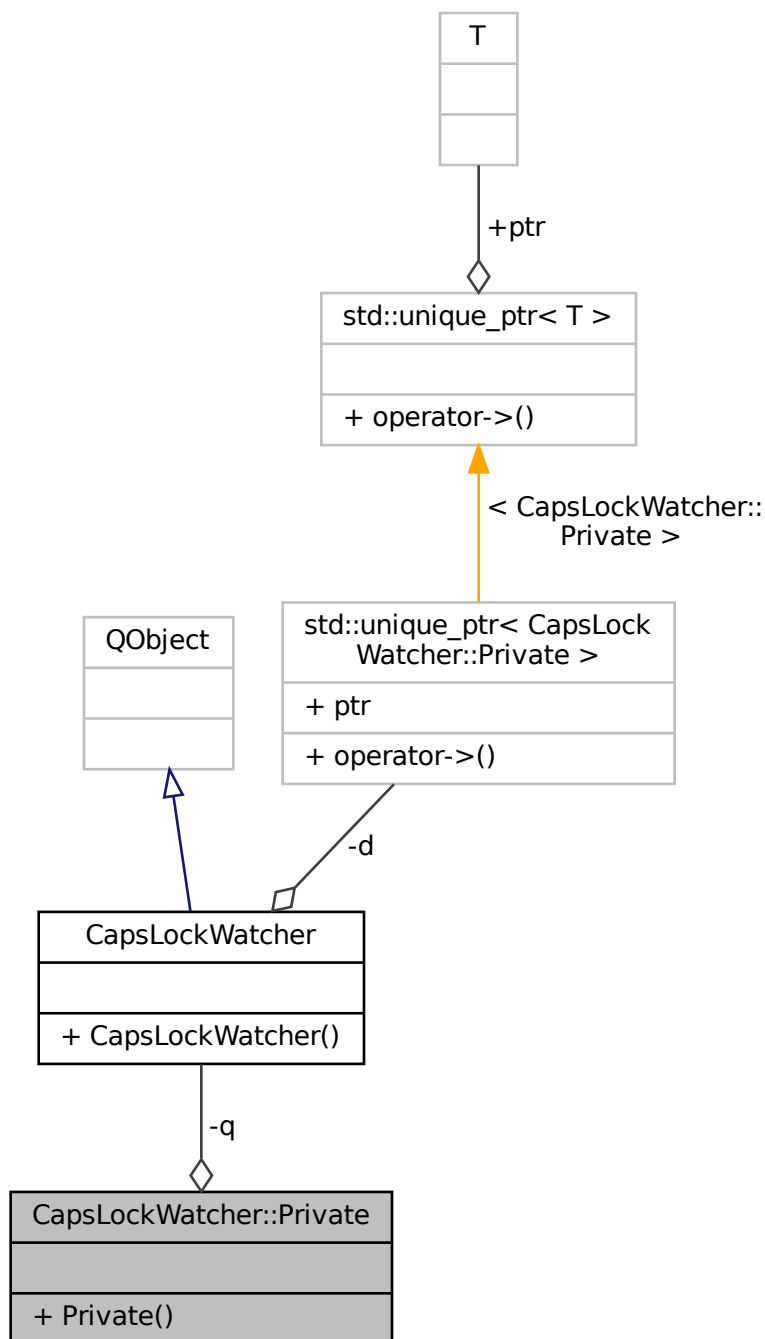 T
+ptr
std::unique_ptr< T >
+ operator->()
< CapsLockWatcher::
Private >
std::unique_ptr< CapsLock
Watcher::Private >
+ ptr
+ operator->()
QObject
-d
CapsLockWatcher
+ CapsLockWatcher()
-q
CapsLockWatcher::Private
+ Private()